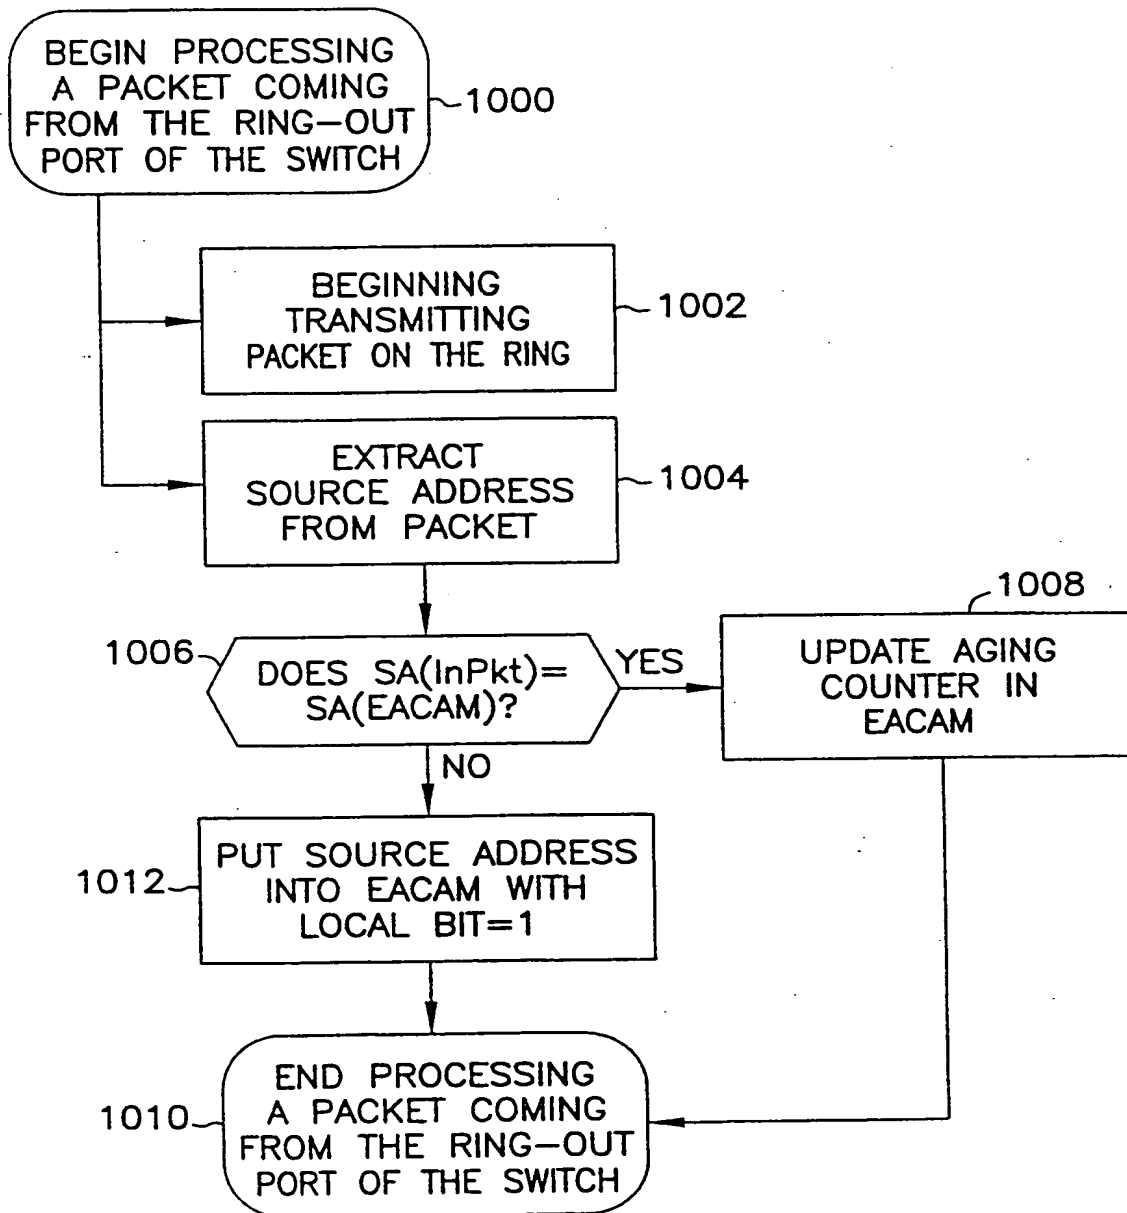 BEGIN PROCESSING
A PACKET COMING
FROM THE RING-OUT
PORT OF THE SWITCH
1000
BEGINNING
TRANSMITTING
PACKET ON THE RING
1002
EXTRACT
SOURCE ADDRESS
FROM PACKET
1004
1006
DOES SA(InPkt)=
SA(EACAM)?
YES
1008
UPDATE AGING
COUNTER IN
EACAM
NO
1012
PUT SOURCE ADDRESS
INTO EACAM WITH
LOCAL BIT=1
1010
END PROCESSING
A PACKET COMING
FROM THE RING-OUT
PORT OF THE SWITCH